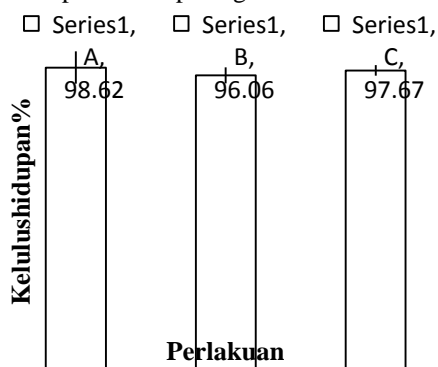 Series1, Series1, Series1,
A, B, C,
98.62 96.06 97.67
Kelulushidupan%
Perlakuan